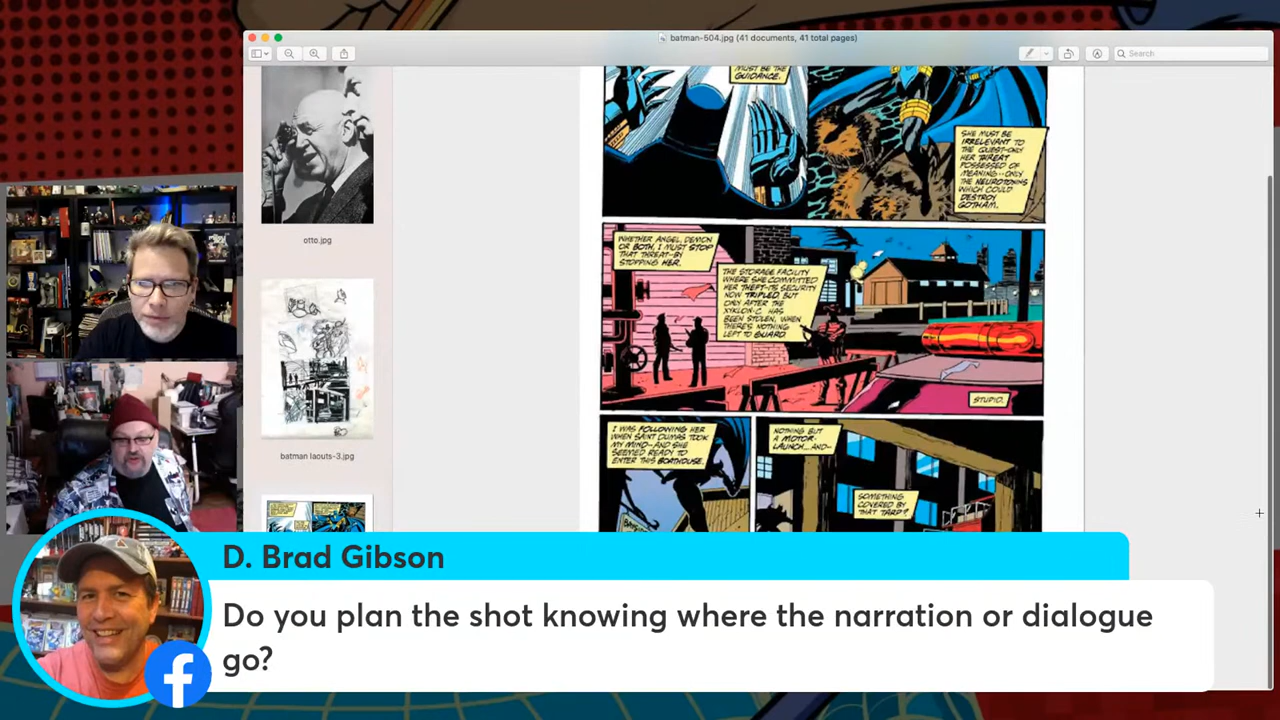 batman-504.jpg (41 documents, 41 total pages)
Search
otto.jpg
batman laouts-3.jpg
MUST BE THE
GUIDANCE.
SHE MUST BE
IRRELEVANT TO
THE QUEST--ONLY
HER THREAT
POSSESSED OF
MEANING--ONLY
THE NEUROTOXINS
WHICH COULD
DESTROY
GOTHAM.
WHETHER ANGEL, DEMON
OR BOTH, I MUST STOP
THAT THREAT--BY
STOPPING HER.
THE STORAGE FACILITY
WHERE SHE COMMITTED
HER THEFT--ITS SECURITY
NOW TRIPLED, BUT
ONLY AFTER THE
XYKLON-C HAS
BEEN STOLEN, WHEN
THERE'S NOTHING
LEFT TO GUARD.
STUPID.
I WAS FOLLOWING HER
WHEN SAINT DUMAS TOOK
MY MIND--AND SHE
SEEMED READY TO
ENTER THIS BOATHOUSE.
NOTHING BUT
A MOTOR-
LAUNCH...AND--
SOMETHING
COVERED BY
THAT TARP?
D. Brad Gibson
Do you plan the shot knowing where the narration or dialogue
go?